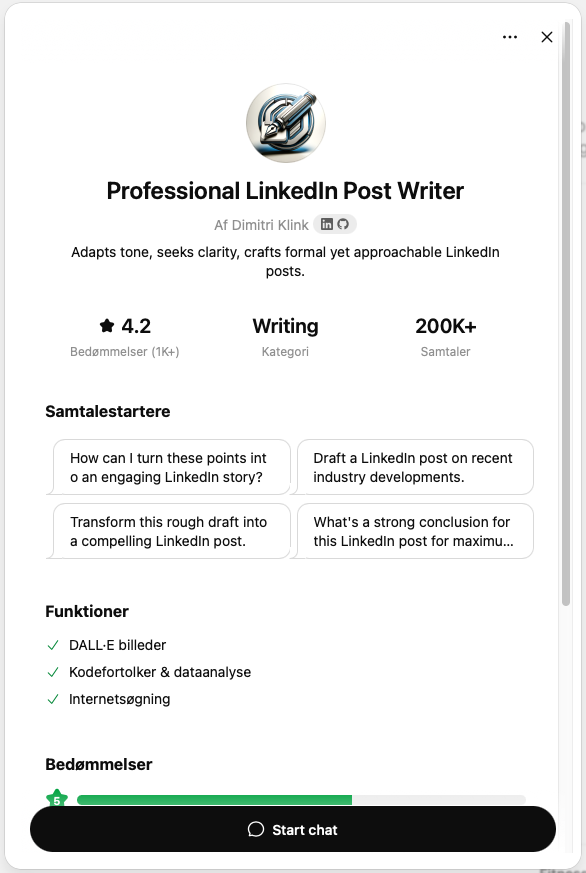 Professional LinkedIn Post Writer
Af Dimitri Klink
Adapts tone, seeks clarity, crafts formal yet approachable LinkedIn
posts.
4.2
Bedømmelser (1K+)
Writing
Kategori
200K+
Samtaler
Samtalestartere
How can I turn these points int
o an engaging LinkedIn story?
Draft a LinkedIn post on recent
industry developments.
Transform this rough draft into
a compelling LinkedIn post.
What's a strong conclusion for
this LinkedIn post for maximu...
Funktioner
DALL·E billeder
Kodefortolker & dataanalyse
Internetsøgning
Bedømmelser
5
Start chat